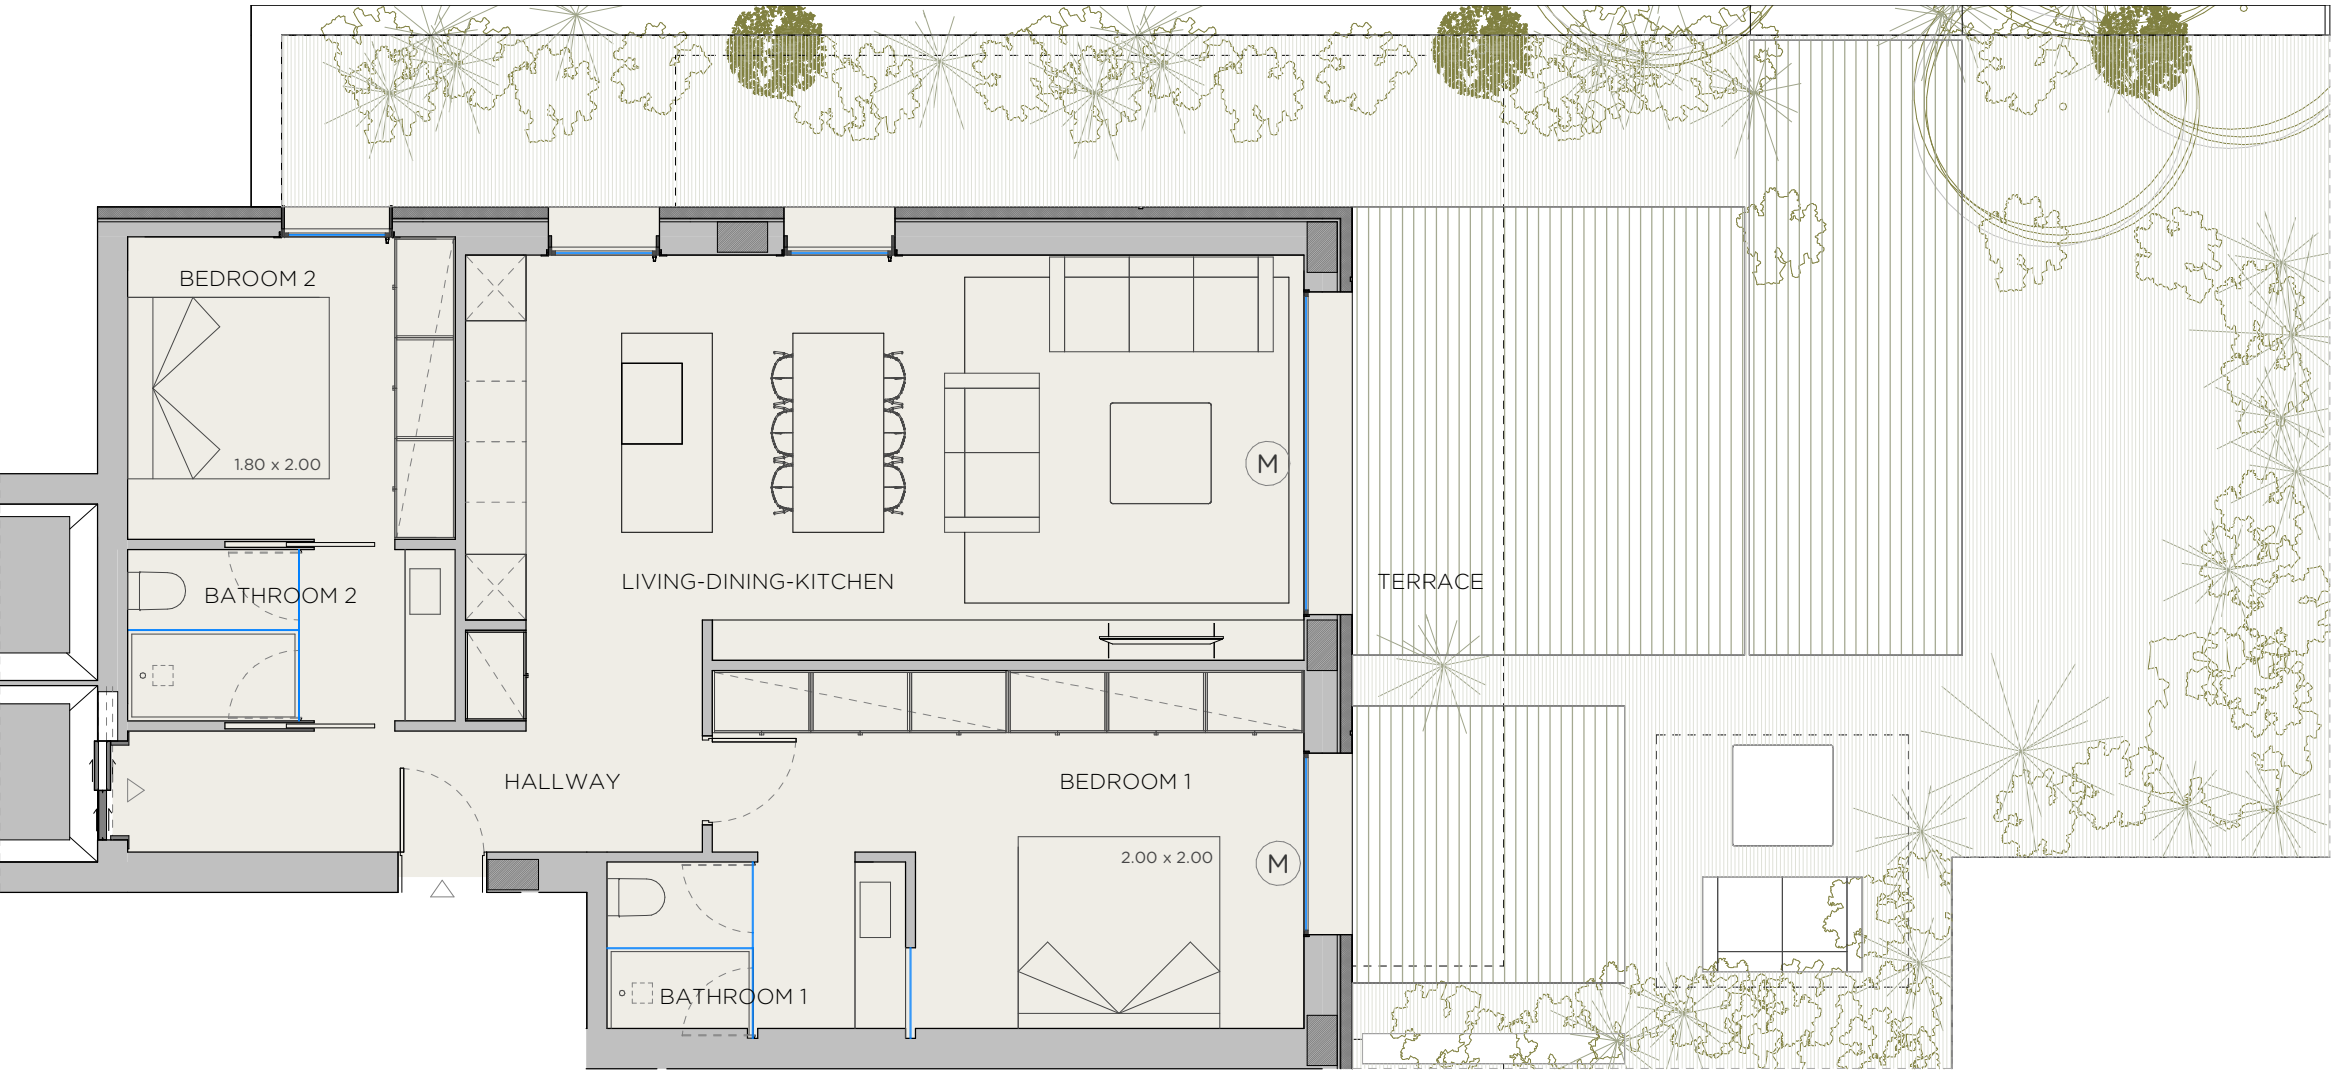 BEDROOM 2
1.80 x 2.00
M
BATHROOM 2
LIVING-DINING-KITCHEN
TERRACE
HALLWAY
BEDROOM 1
2.00 x 2.00
M
BATHROOM 1